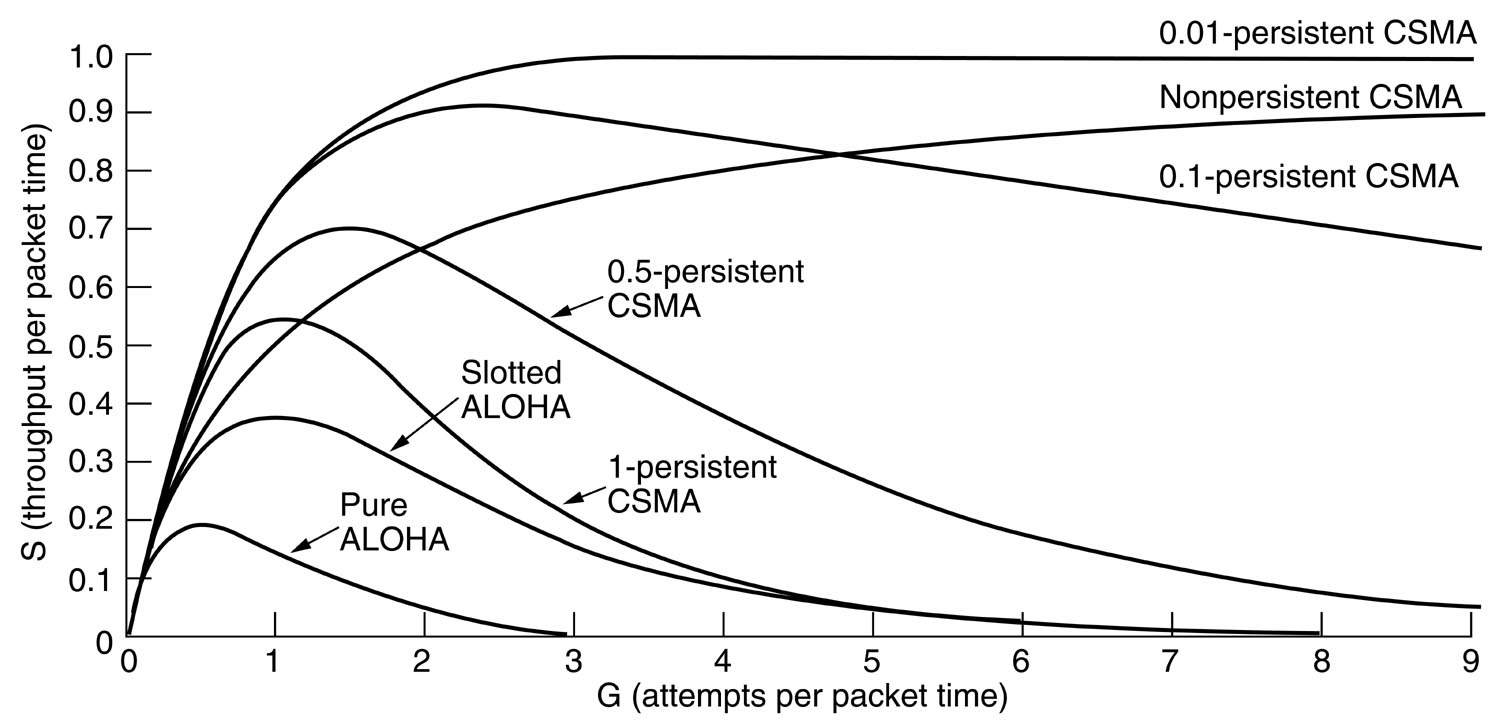 0.01-persistent CSMA
Nonpersistent CSMA
0.1-persistent CSMA
0.5-persistent
CSMA
Slotted
ALOHA
1-persistent
CSMA
Pure
ALOHA
S (throughput per packet time)
1.0
0.9
0.8
0.7
0.6
0.5
0.4
0.3
0.2
0.1
0
0 1 2 3 4 5 6 7 8 9
G (attempts per packet time)